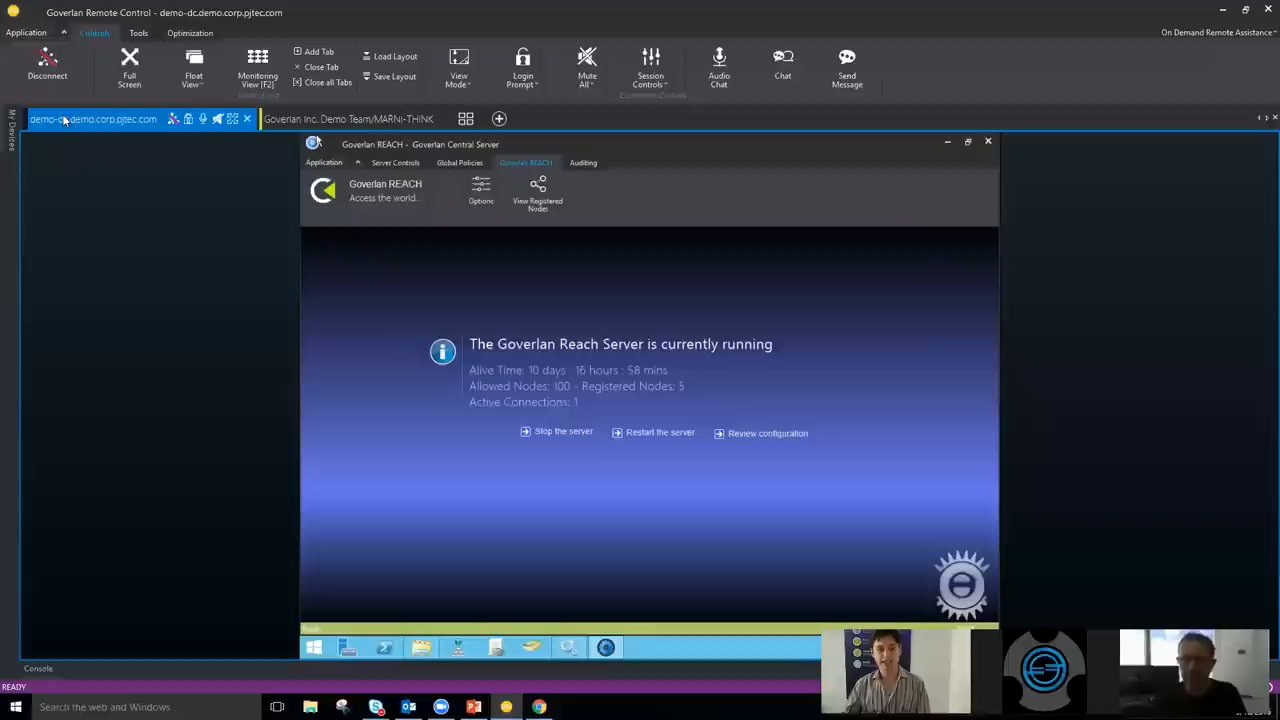 Goverlan Remote Control - demo-dc.demo.corp.pjtec.com
Application
Controls
Tools
Optimization
On Demand Remote Assistance
Disconnect
Full Screen
Float View
Monitoring View [F2]
Add Tab
Close Tab
Close all Tabs
Load Layout
Save Layout
View Mode
Login Prompt
Mute All
Session Controls
Audio Chat
Chat
Send Message
My Devices
demo-dc.demo.corp.pjtec.com
Goverlan Inc. Demo Team/MARNI-THINK
Goverlan REACH - Goverlan Central Server
Application
Server Controls
Global Policies
Goverlan REACH
Auditing
Goverlan REACH
Access the world...
Options
View Registered
Nodes
The Goverlan Reach Server is currently running
Alive Time: 10 days : 16 hours : 58 mins
Allowed Nodes: 100 - Registered Nodes: 5
Active Connections: 1
Stop the server
Restart the server
Review configuration
Console
READY
Search the web and Windows